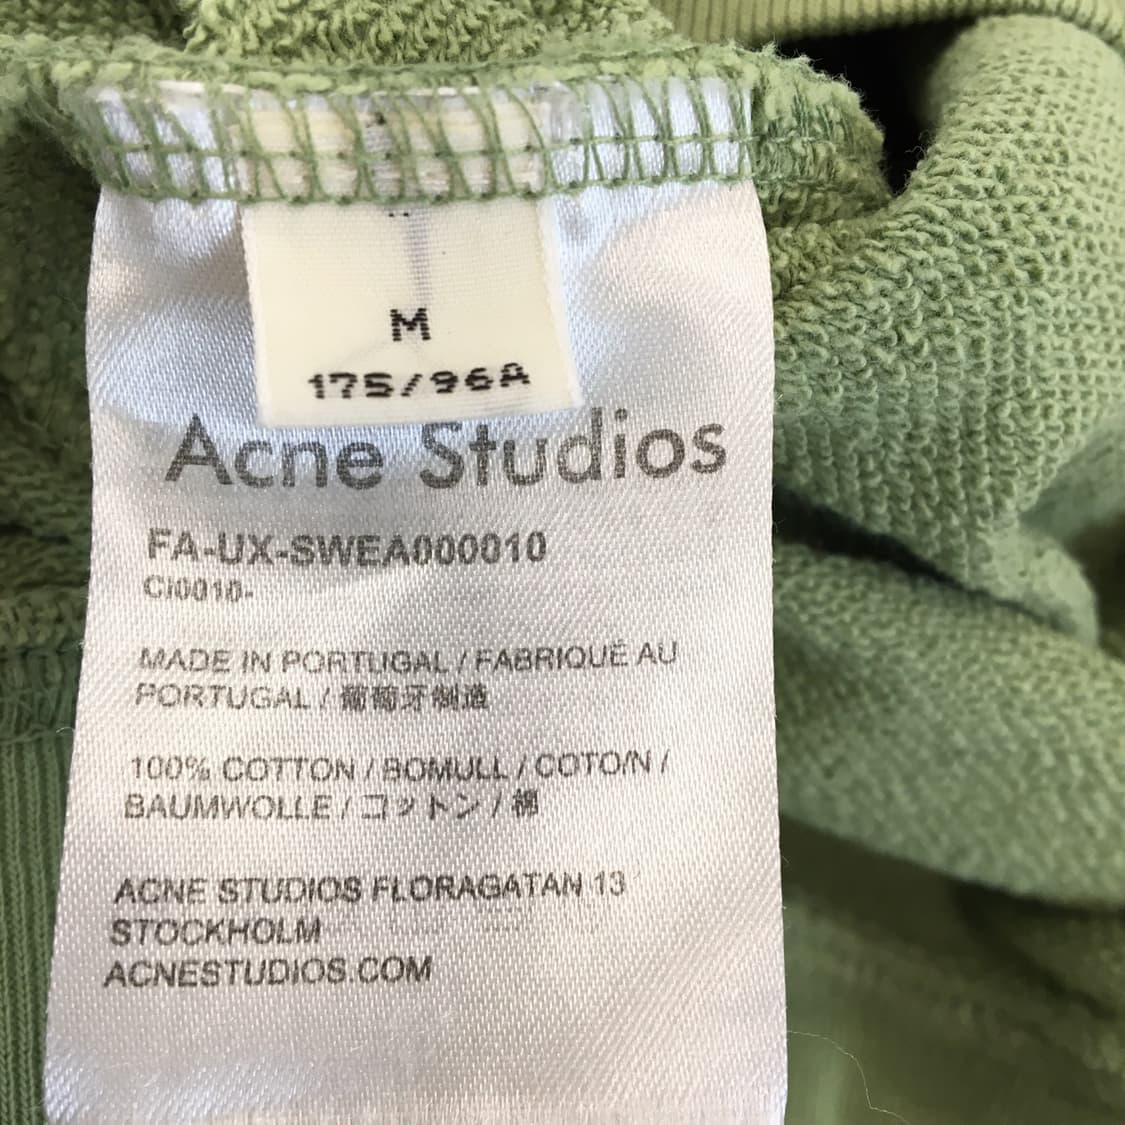 M
175/96A
Acne Studios
FA-UX-SWEA000010
CI0010-
MADE IN PORTUGAL / FABRIQUÉ AU
PORTUGAL / 葡萄牙制造
100% COTTON / BOMULL / COTO/N /
BAUMWOLLE / コットン / 棉
ACNE STUDIOS FLORAGATAN 13
STOCKHOLM
ACNESTUDIOS.COM